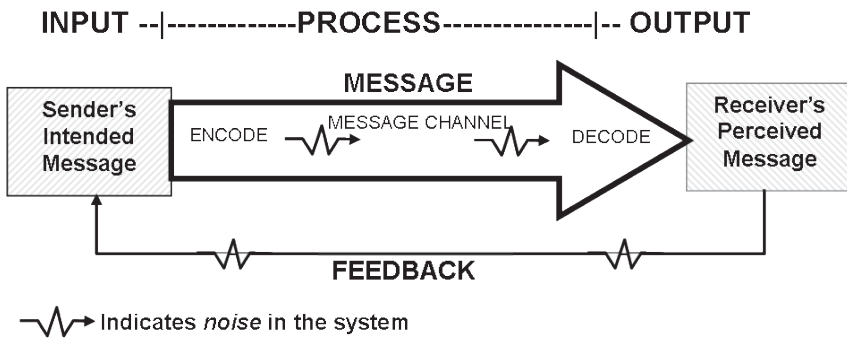 INPUT --|-------------PROCESS---------------|-- OUTPUT
MESSAGE
Sender's
Intended
Message
ENCODE
MESSAGE CHANNEL
DECODE
Receiver's
Perceived
Message
FEEDBACK
Indicates noise in the system